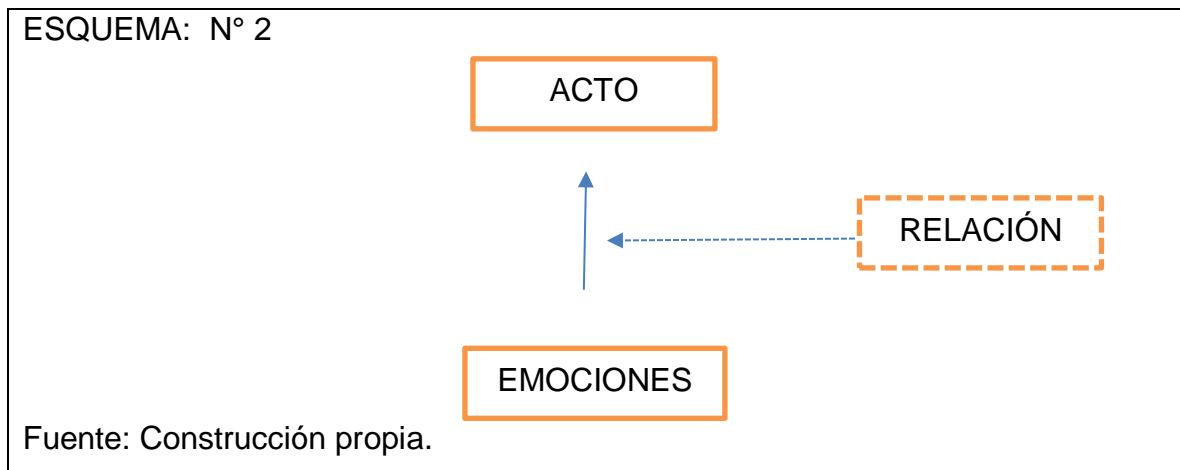 ESQUEMA:  N° 2
ACTO
RELACIÓN
EMOCIONES
Fuente: Construcción propia.